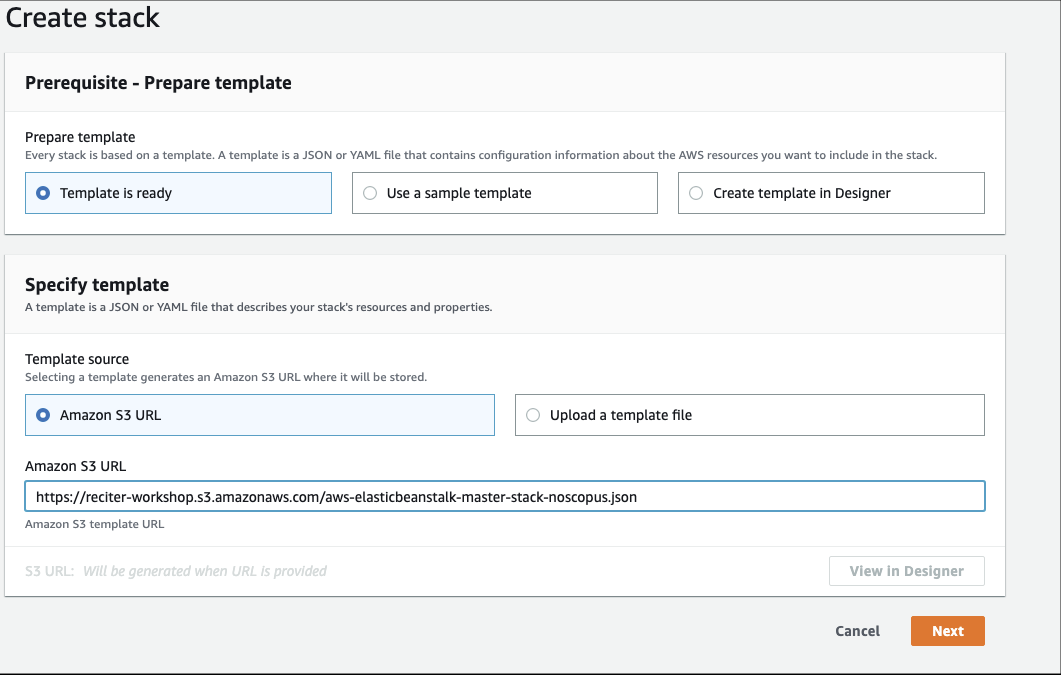 Create stack
Prerequisite - Prepare template
Prepare template
Every stack is based on a template. A template is a JSON or YAML file that contains configuration information about the AWS resources you want to include in the stack.
Template is ready
Use a sample template
Create template in Designer
Specify template
A template is a JSON or YAML file that describes your stack's resources and properties.
Template source
Selecting a template generates an Amazon S3 URL where it will be stored.
Amazon S3 URL
Upload a template file
Amazon S3 URL
https://reciter-workshop.s3.amazonaws.com/aws-elasticbeanstalk-master-stack-noscopus.json
Amazon S3 template URL
S3 URL: Will be generated when URL is provided
View in Designer
Cancel
Next